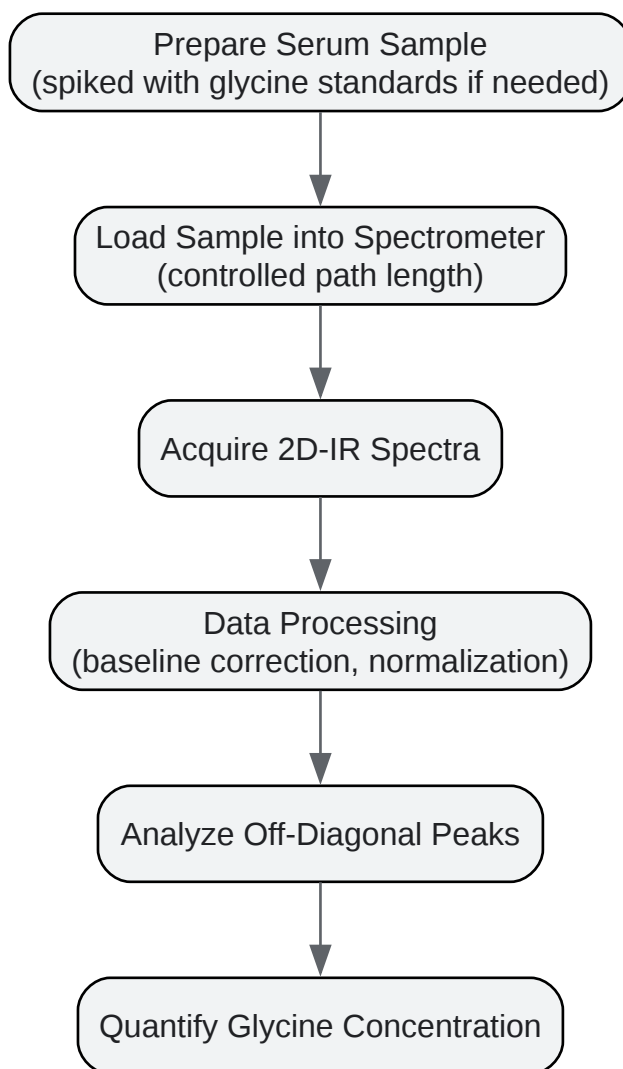 Prepare Serum Sample
(spiked with glycine standards if needed)
Load Sample into Spectrometer
(controlled path length)
Acquire 2D-IR Spectra
Data Processing
(baseline correction, normalization)
Analyze Off-Diagonal Peaks
Quantify Glycine Concentration